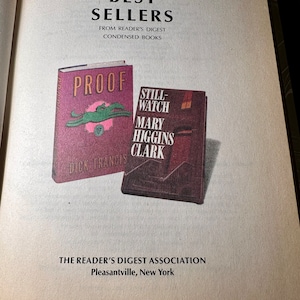 BEST
SELLERS
FROM READER'S DIGEST
CONDENSED BOOKS
PROOF
DICK FRANCIS
STILL-
WATCH
MARY
HIGGINS
CLARK
THE READER'S DIGEST ASSOCIATION
Pleasantville, New York